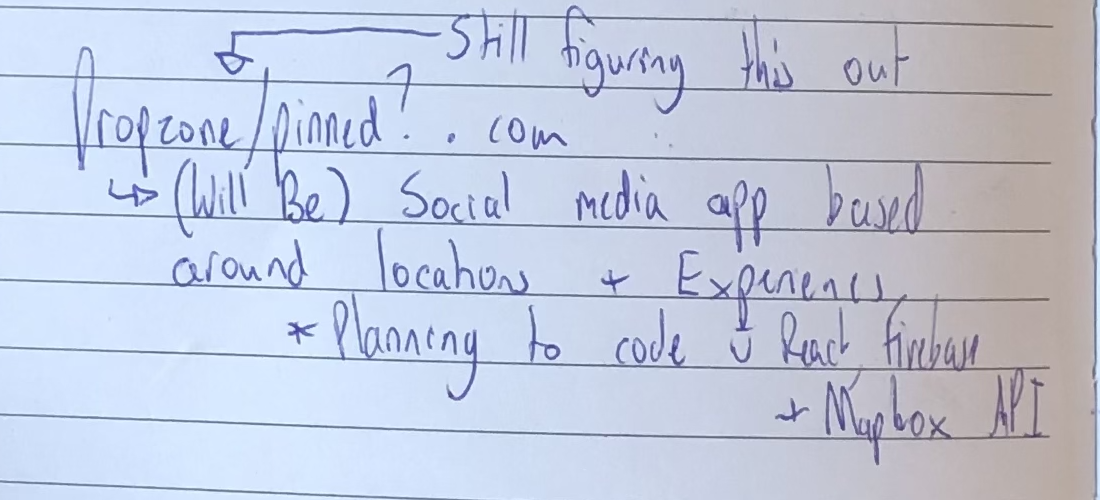 Still figuring this out
Propzone/pinned? . com
↳ (Will Be) Social media app based
around locations + Experiences
* Planning to code w̄ React, firebase
+ Mapbox API